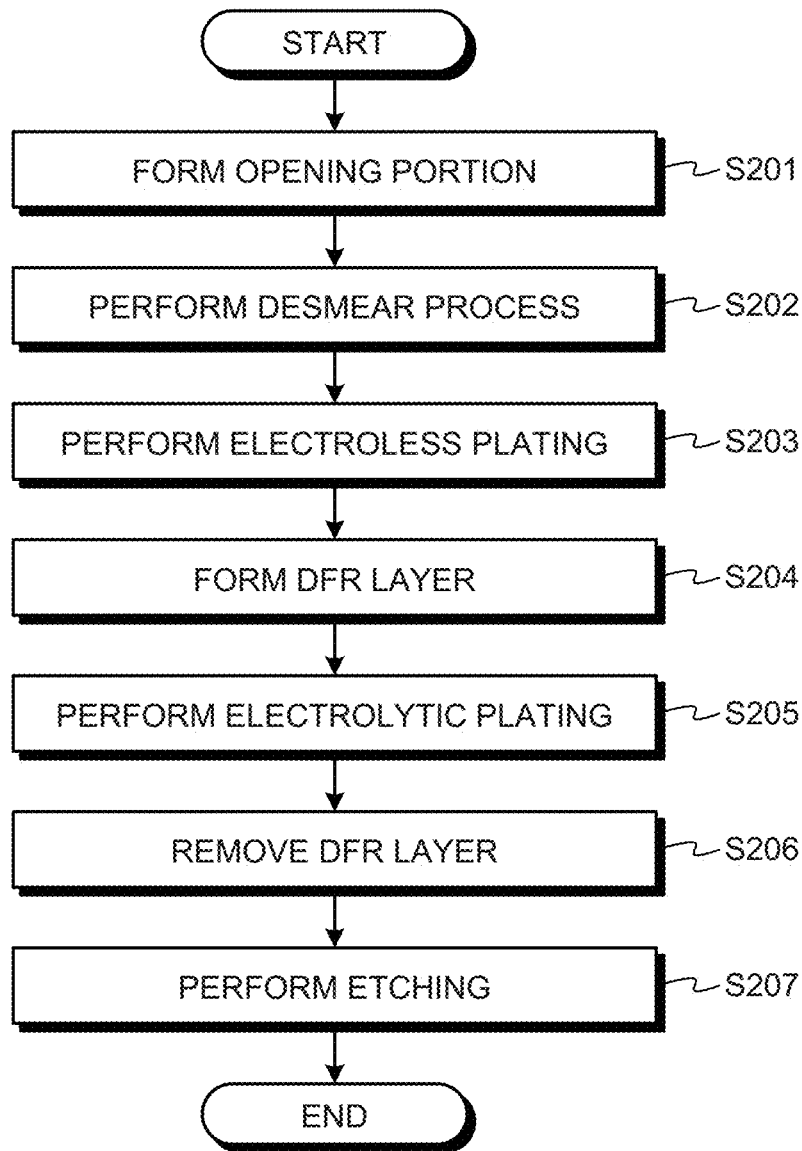 START
FORM OPENING PORTION S201
PERFORM DESMEAR PROCESS S202
PERFORM ELECTROLESS PLATING S203
FORM DFR LAYER S204
PERFORM ELECTROLYTIC PLATING S205
REMOVE DFR LAYER S206
PERFORM ETCHING S207
END